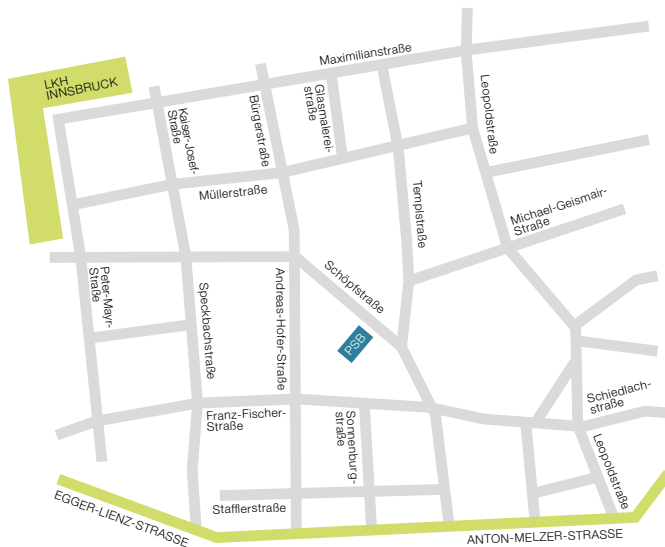 Maximilianstraße
LKH
INNSBRUCK
Kaiser-Josef-
Straße
Bürgerstraße
Glasmalerei-
straße
Leopoldstraße
Müllerstraße
Templstraße
Michael-Geismair-
Straße
Peter-Mayr-
Straße
Speckbachstraße
Andreas-Hofer-Straße
Schöpfstraße
PSB
Franz-Fischer-
Straße
Sonnenburg-
straße
Schiedlach-
straße
Leopoldstraße
Stafflerstraße
EGGER-LIENZ-STRASSE
ANTON-MELZER-STRASSE